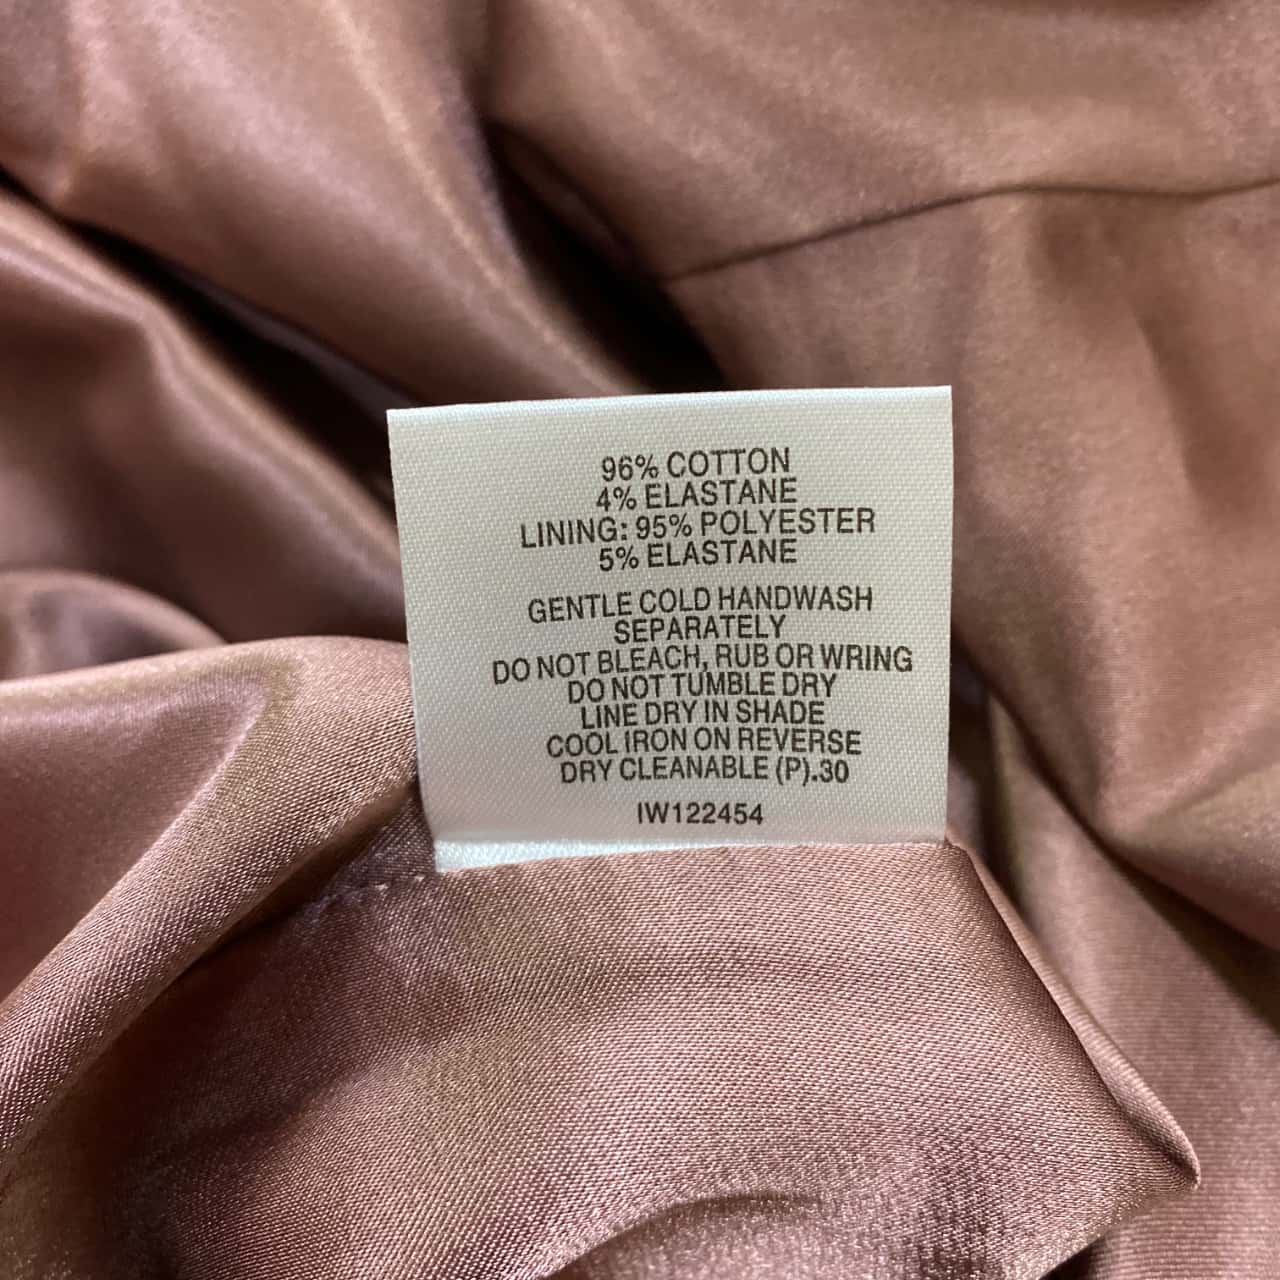 96% COTTON
4% ELASTANE
LINING: 95% POLYESTER
5% ELASTANE
GENTLE COLD HANDWASH
SEPARATELY
DO NOT BLEACH, RUB OR WRING
DO NOT TUMBLE DRY
LINE DRY IN SHADE
COOL IRON ON REVERSE
DRY CLEANABLE (P).30
IW122454